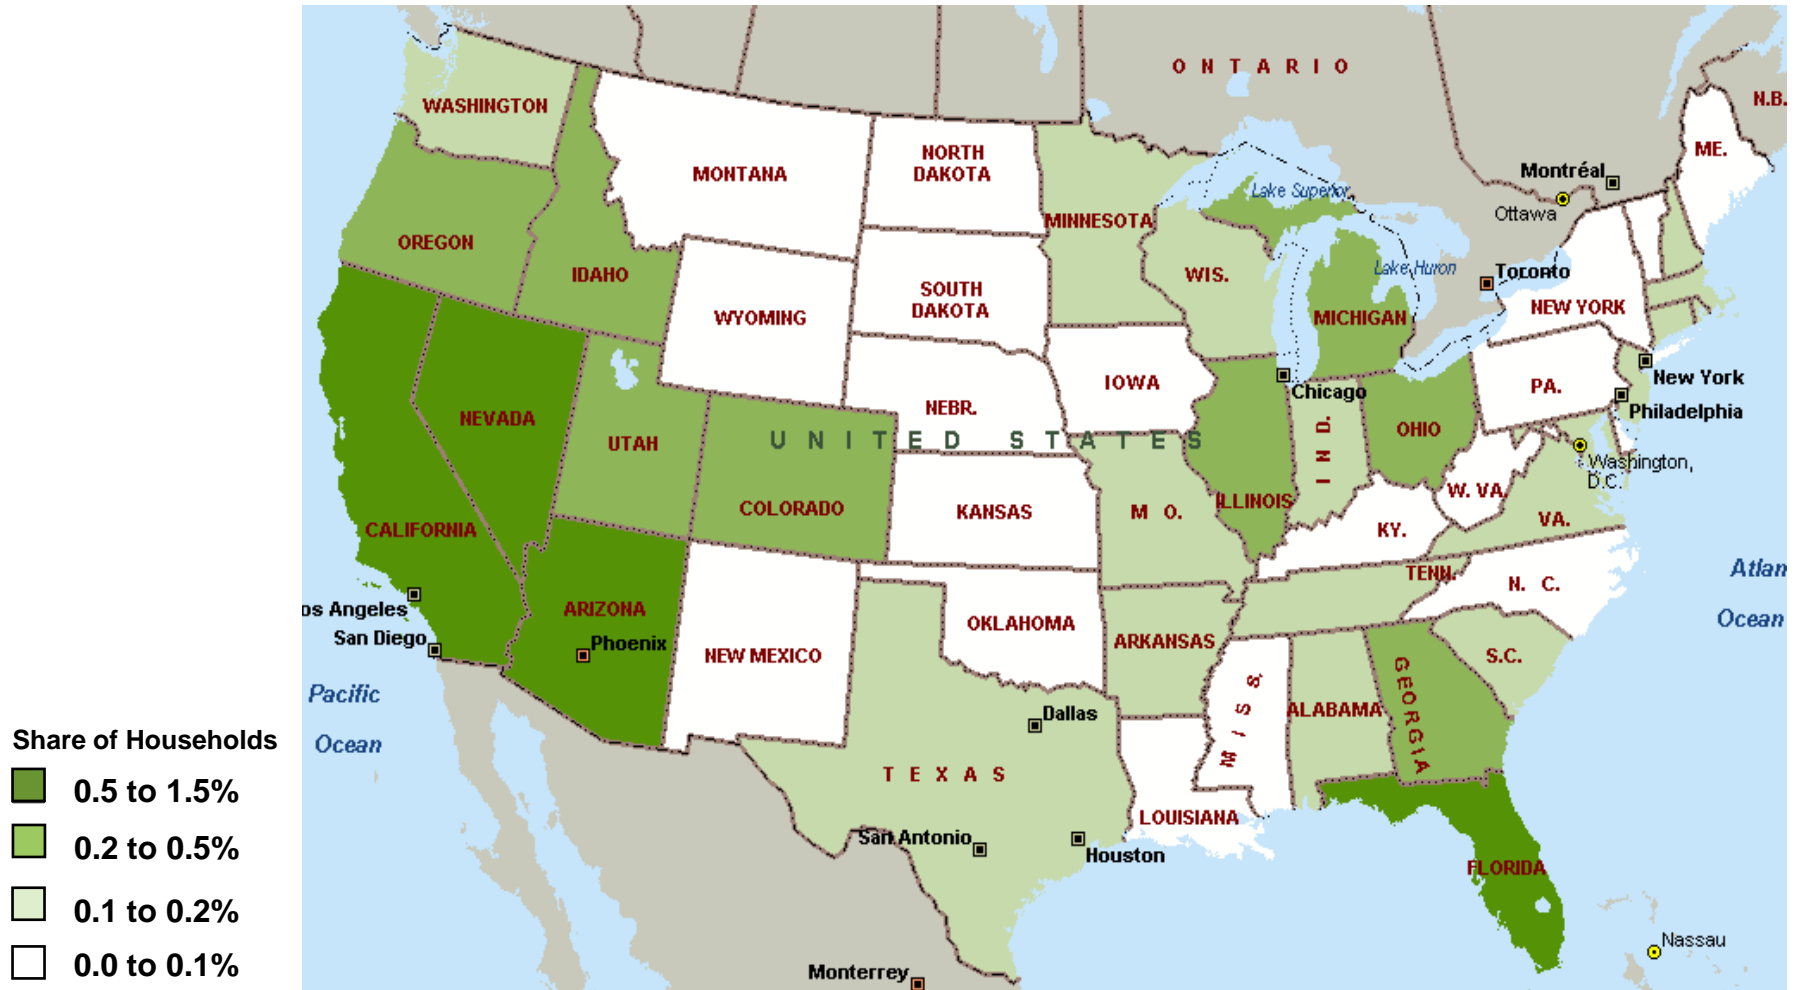 ONTARIO
N.B.
WASHINGTON
MONTANA
NORTH
DAKOTA
ME.
Montréal
Lake Superior
Ottawa
MINNESOTA
OREGON
IDAHO
WIS.
Lake Huron
Toronto
SOUTH
DAKOTA
NEW YORK
WYOMING
MICHIGAN
New York
IOWA
PA.
Chicago
NEBR.
Philadelphia
NEVADA
UTAH
UNITED STATES
IND.
OHIO
Washington,
D.C.
W. VA.
COLORADO
KANSAS
MO.
ILLINOIS
VA.
CALIFORNIA
KY.
TENN.
Atlan
Ocean
N. C.
os Angeles
ARIZONA
San Diego
Phoenix
NEW MEXICO
OKLAHOMA
ARKANSAS
S.C.
Pacific
Ocean
MISS.
ALABAMA
GEORGIA
Dallas
TEXAS
LOUISIANA
San Antonio
Houston
FLORIDA
Nassau
Monterrey
Share of Households
0.5 to 1.5%
0.2 to 0.5%
0.1 to 0.2%
0.0 to 0.1%